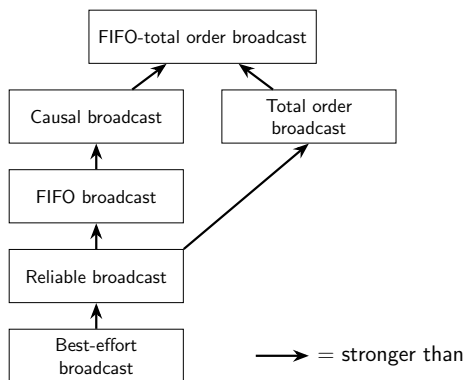 FIFO-total order broadcast
Causal broadcast
Total order
broadcast
FIFO broadcast
Reliable broadcast
Best-effort
broadcast
= stronger than